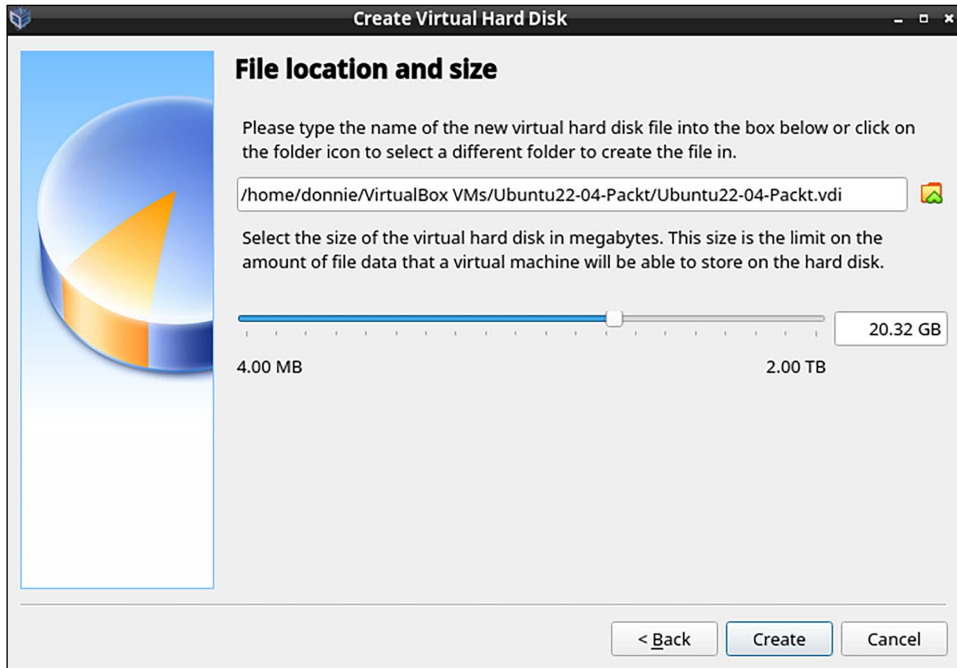 Create Virtual Hard Disk
File location and size
Please type the name of the new virtual hard disk file into the box below or click on
the folder icon to select a different folder to create the file in.
/home/donnie/VirtualBox VMs/Ubuntu22-04-Packt/Ubuntu22-04-Packt.vdi
Select the size of the virtual hard disk in megabytes. This size is the limit on the
amount of file data that a virtual machine will be able to store on the hard disk.
20.32 GB
4.00 MB 2.00 TB
< Back Create Cancel